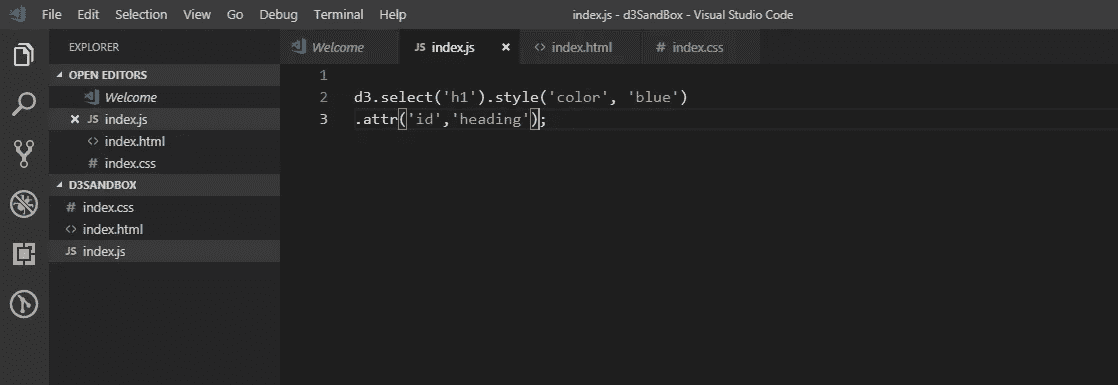 File Edit Selection View Go Debug Terminal Help index.js - d3SandBox - Visual Studio Code
EXPLORER
Welcome JS index.js × <> index.html # index.css
OPEN EDITORS
Welcome
× JS index.js
<> index.html
# index.css
D3SANDBOX
# index.css
<> index.html
JS index.js
1
2 d3.select('h1').style('color', 'blue')
3 .attr('id','heading');